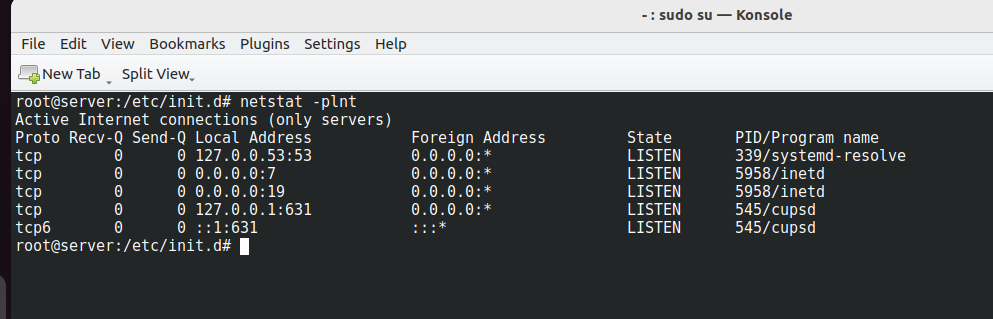 - : sudo su — Konsole
File Edit View Bookmarks Plugins Settings Help
New Tab Split View
root@server:/etc/init.d# netstat -plnt
Active Internet connections (only servers)
Proto Recv-Q Send-Q Local Address           Foreign Address         State       PID/Program name
tcp        0      0 127.0.0.53:53           0.0.0.0:*               LISTEN      339/systemd-resolve
tcp        0      0 0.0.0.0:7               0.0.0.0:*               LISTEN      5958/inetd
tcp        0      0 0.0.0.0:19              0.0.0.0:*               LISTEN      5958/inetd
tcp        0      0 127.0.0.1:631           0.0.0.0:*               LISTEN      545/cupsd
tcp6       0      0 ::1:631                 :::*                    LISTEN      545/cupsd
root@server:/etc/init.d#